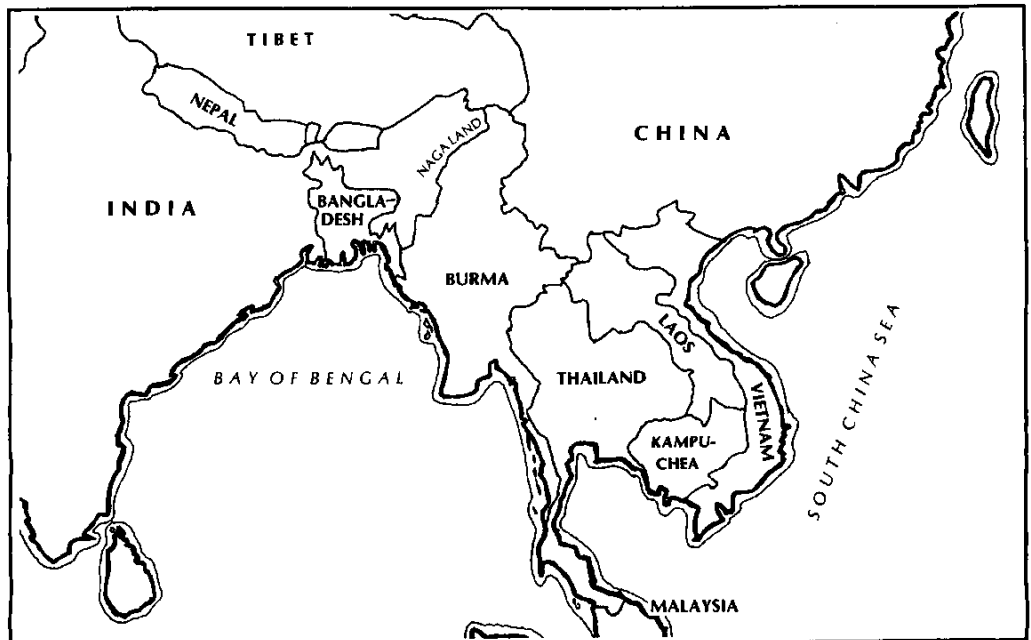 TIBET
NEPAL
NAGALAND
CHINA
INDIA
BANGLA-
DESH
BURMA
LAOS
BAY OF BENGAL
THAILAND
VIETNAM
KAMPU-
CHEA
SOUTH CHINA SEA
MALAYSIA